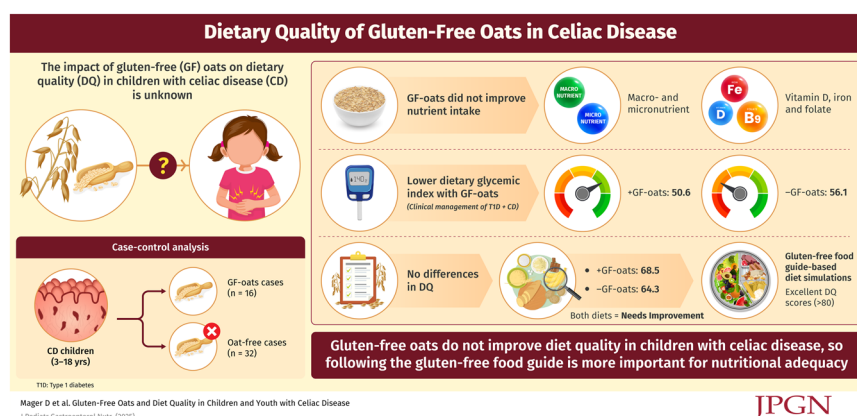 Dietary Quality of Gluten-Free Oats in Celiac Disease
The impact of gluten-free (GF) oats on dietary
quality (DQ) in children with celiac disease (CD)
is unknown
?
Case-control analysis
CD children
(3–18 yrs)
GF-oats cases
(n = 16)
Oat-free cases
(n = 32)
T1D: Type 1 diabetes
GF-oats did not improve
nutrient intake
MACRO
NUTRIENT
MICRO
NUTRIENT
Macro- and
micronutrient
Fe
D
B9
Vitamin D, iron
and folate
140
Lower dietary glycemic
index with GF-oats
(Clinical management of T1D + CD)
+GF-oats: 50.6
−GF-oats: 56.1
No differences
in DQ
• +GF-oats: 68.5
• −GF-oats: 64.3
Both diets = Needs Improvement
Gluten-free food
guide-based
diet simulations
Excellent DQ
scores (>80)
Gluten-free oats do not improve diet quality in children with celiac disease, so
following the gluten-free food guide is more important for nutritional adequacy
Mager D et al. Gluten-Free Oats and Diet Quality in Children and Youth with Celiac Disease
JPGN